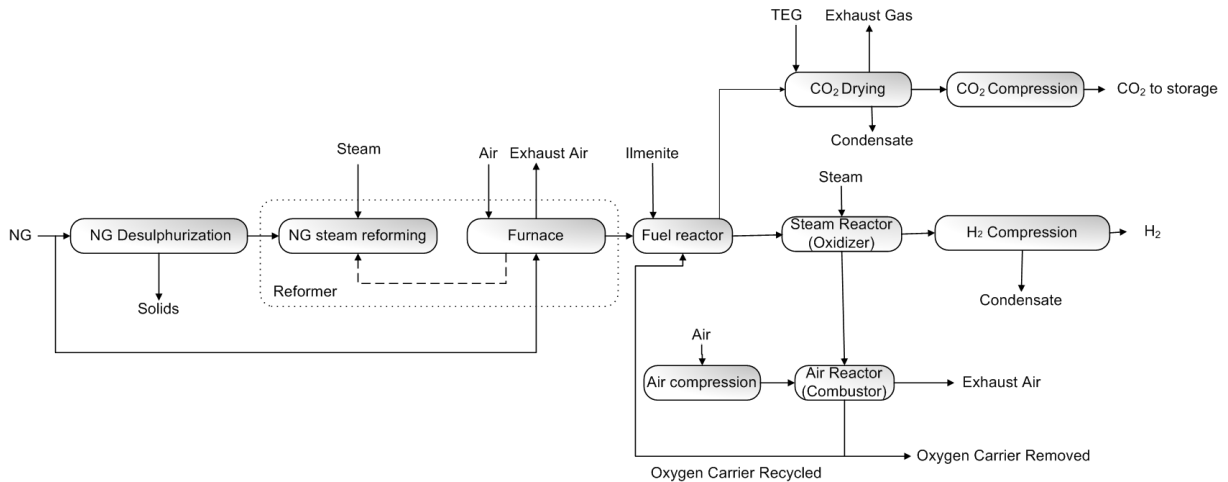 TEG
Exhaust Gas
CO₂ Drying
CO₂ Compression
CO₂ to storage
Condensate
Steam
Air
Exhaust Air
Ilmenite
Steam
NG
NG Desulphurization
NG steam reforming
Furnace
Fuel reactor
Steam Reactor
(Oxidizer)
H₂ Compression
H₂
Reformer
Solids
Condensate
Air
Air compression
Air Reactor
(Combustor)
Exhaust Air
Oxygen Carrier Recycled
Oxygen Carrier Removed